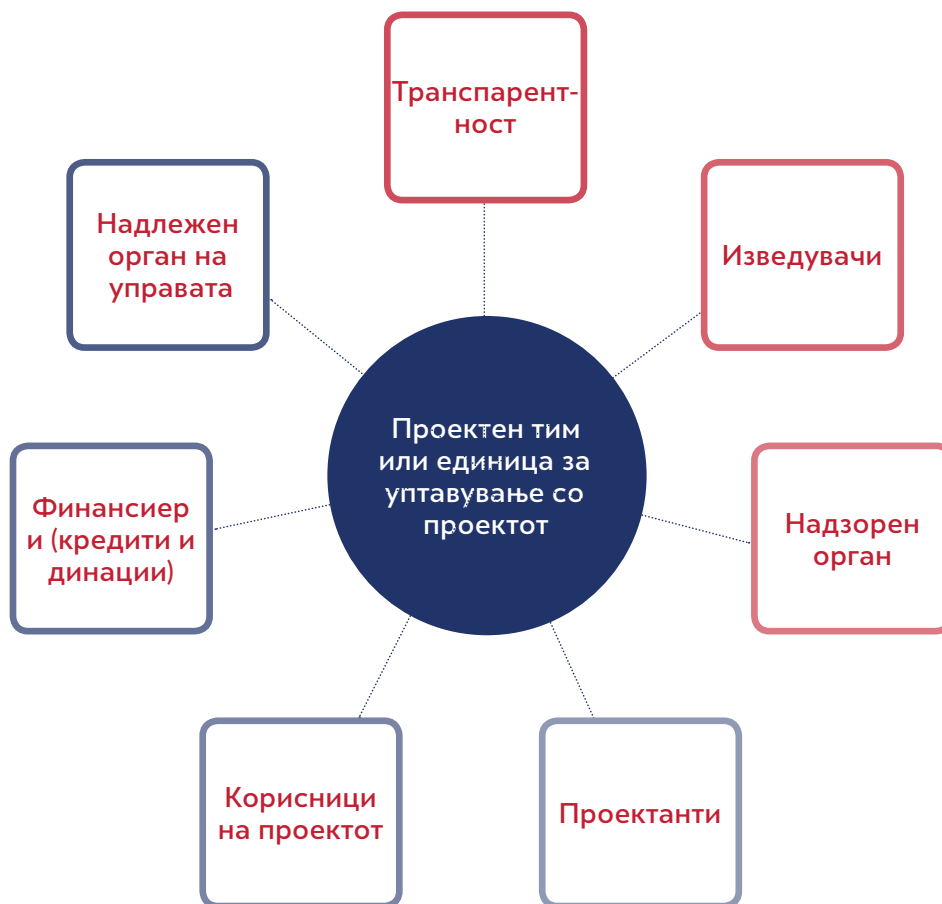 Транспарент-
ност
Надлежен
орган на
управата
Изведувачи
Проектен тим
или единица за
уптавување со
проектот
Финансиер
и (кредити и
динации)
Надзорен
орган
Корисници
на проектот
Проектанти